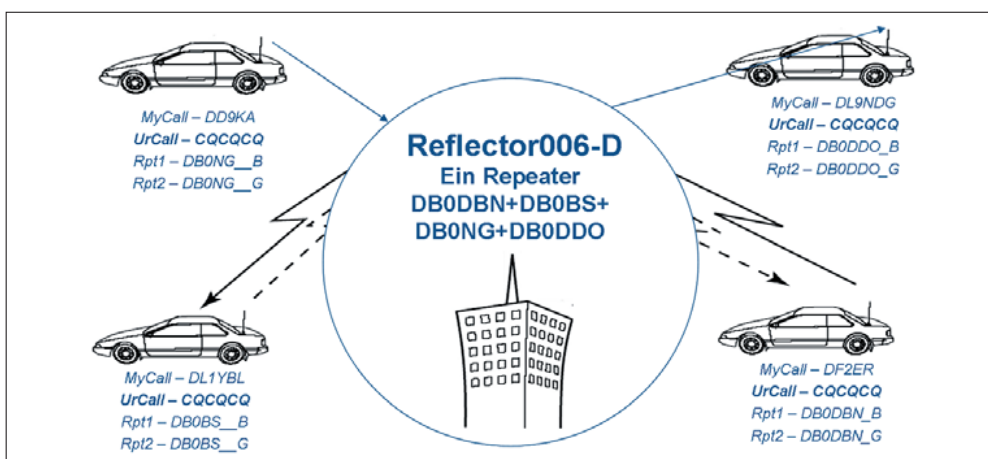 MyCall – DD9KA
UrCall – CQCQCQ
Rpt1 – DB0NG__B
Rpt2 – DB0NG__G
Reflector006-D
Ein Repeater
DB0DBN+DB0BS+
DB0NG+DB0DDO
MyCall – DL9NDG
UrCall – CQCQCQ
Rpt1 – DB0DDO_B
Rpt2 – DB0DDO_G
MyCall – DL1YBL
UrCall – CQCQCQ
Rpt1 – DB0BS__B
Rpt2 – DB0BS__G
MyCall – DF2ER
UrCall – CQCQCQ
Rpt1 – DB0DBN_B
Rpt2 – DB0DBN_G